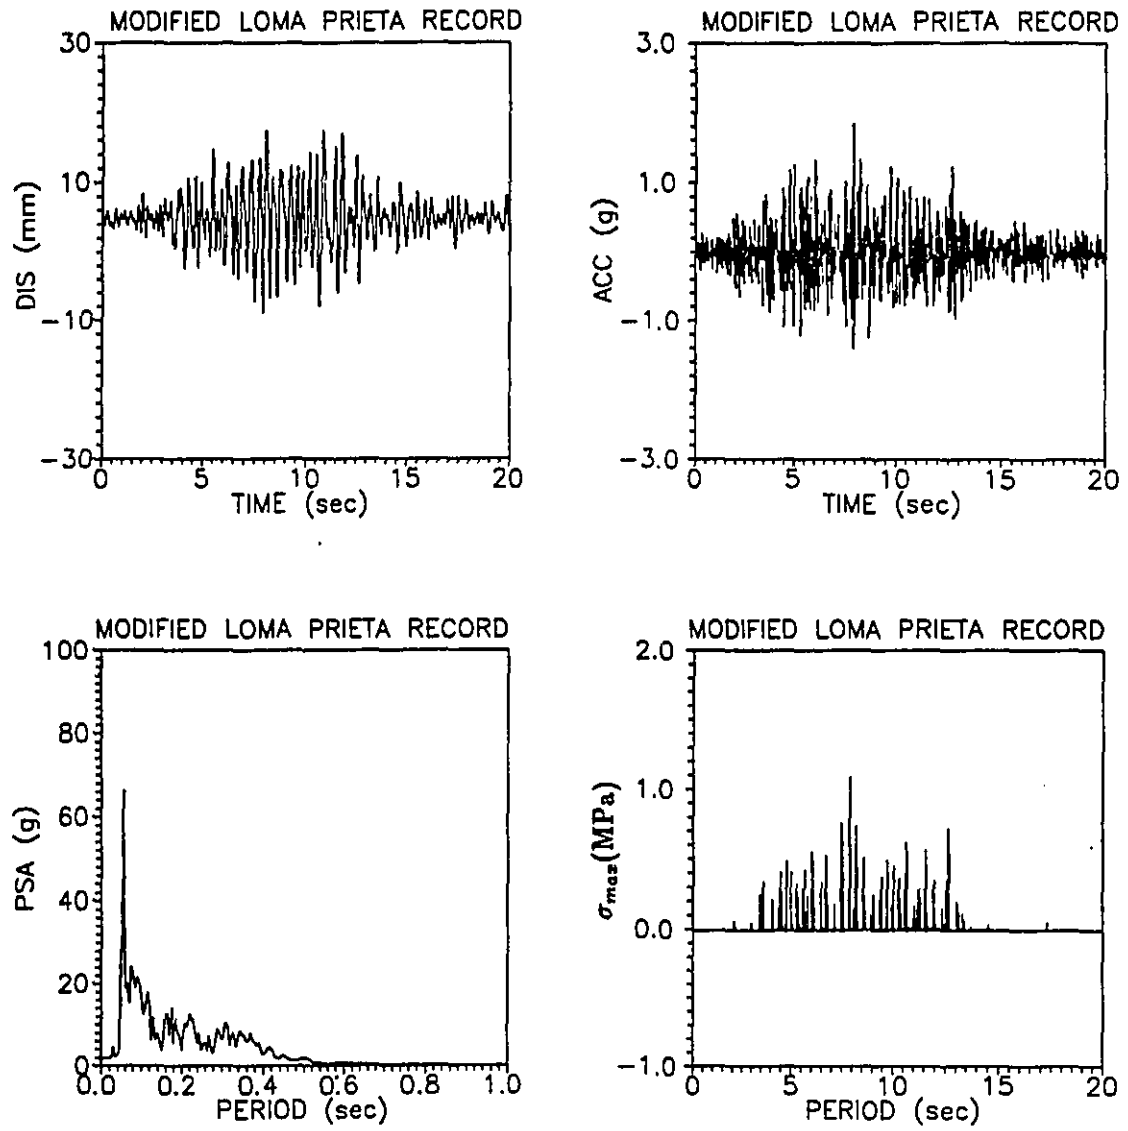 MODIFIED LOMA PRIETA RECORD
30
10
-10
-30
DIS (mm)
0 5 10 15 20
TIME (sec)
MODIFIED LOMA PRIETA RECORD
3.0
1.0
-1.0
-3.0
ACC (g)
0 5 10 15 20
TIME (sec)
MODIFIED LOMA PRIETA RECORD
100
80
60
40
20
0
PSA (g)
0.0 0.2 0.4 0.6 0.8 1.0
PERIOD (sec)
MODIFIED LOMA PRIETA RECORD
2.0
1.0
0.0
-1.0
σmax(MPa)
0 5 10 15 20
PERIOD (sec)